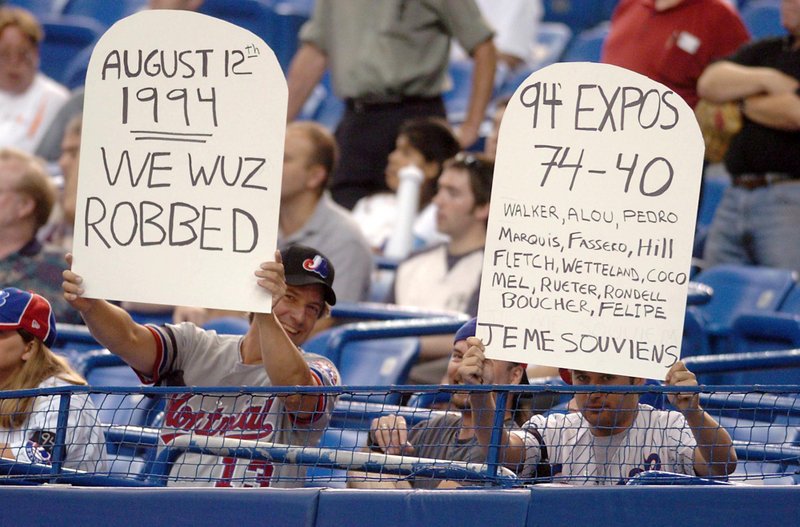 AUGUST 12th
1994
WE WUZ
ROBBED
94' EXPOS
74-40
WALKER, ALOU, PEDRO
MARQUIS, FASSERO, HILL
FLETCH, WETTELAND, COCO
MEL, RUETER, RONDELL
BOUCHER, FELIPE
JE ME SOUVIENS
Montréal
13